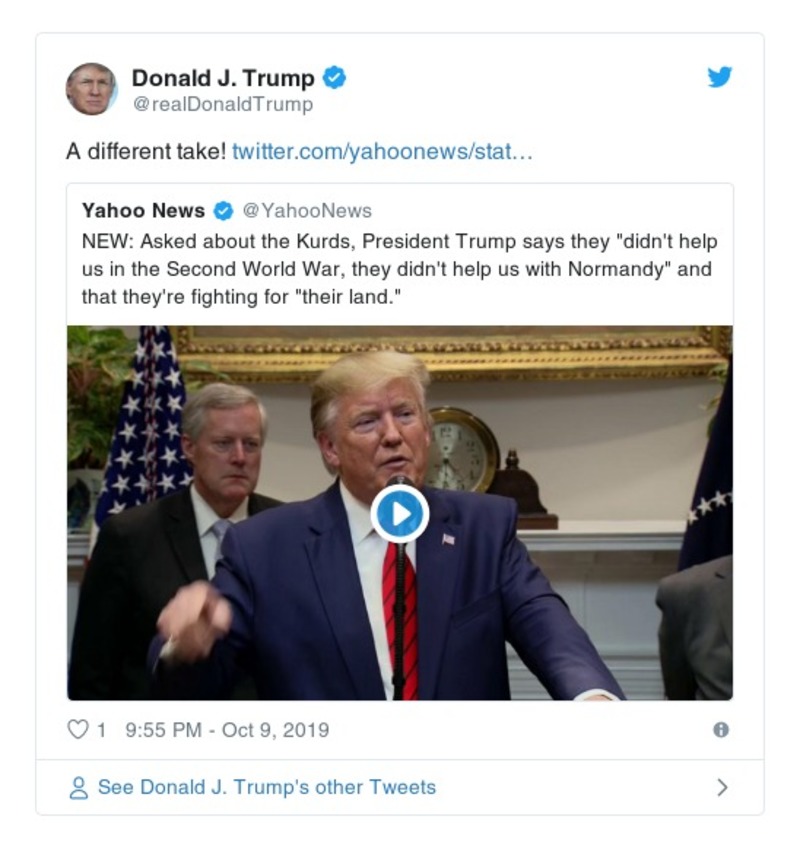 Donald J. Trump
@realDonaldTrump
A different take! twitter.com/yahoonews/stat…
Yahoo News @YahooNews
NEW: Asked about the Kurds, President Trump says they "didn't help
us in the Second World War, they didn't help us with Normandy" and
that they're fighting for "their land."
1 9:55 PM - Oct 9, 2019
See Donald J. Trump's other Tweets